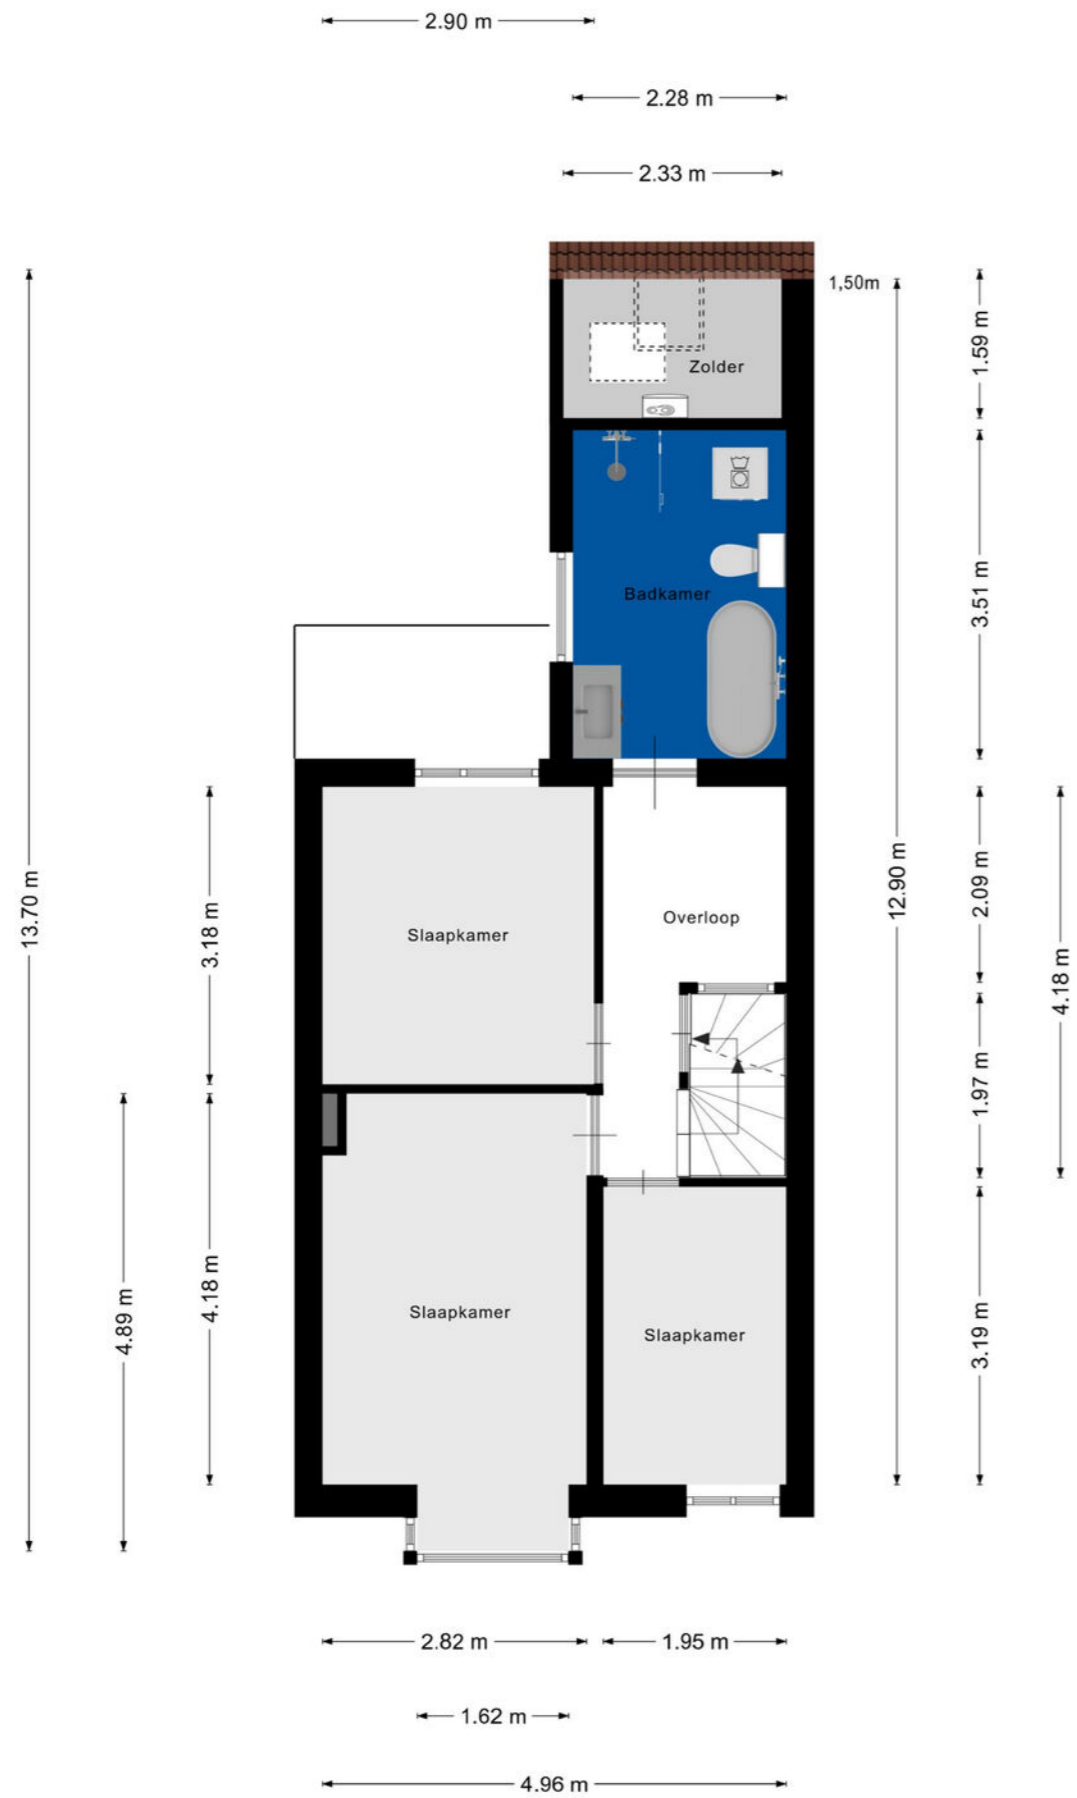 2.90 m
2.28 m
2.33 m
1,50m
Zolder
1.59 m
Badkamer
3.51 m
13.70 m
3.18 m
Slaapkamer
Overloop
12.90 m
2.09 m
4.18 m
1.97 m
4.89 m
4.18 m
Slaapkamer
Slaapkamer
3.19 m
2.82 m
1.95 m
1.62 m
4.96 m